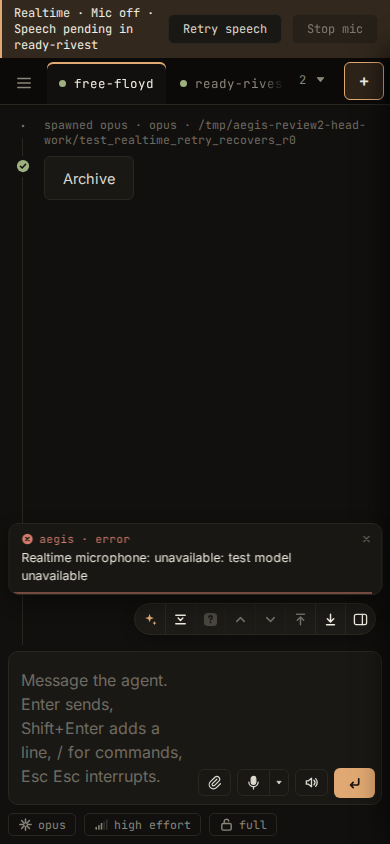 Realtime · Mic off ·
Speech pending in
ready-rivest
Retry speech
Stop mic
free-floyd
ready-rives
2
+
spawned opus · opus · /tmp/aegis-review2-head-
work/test_realtime_retry_recovers_r0
Archive
aegis · error
Realtime microphone: unavailable: test model
unavailable
?
Message the agent.
Enter sends,
Shift+Enter adds a
line, / for commands,
Esc Esc interrupts.
opus
high effort
full